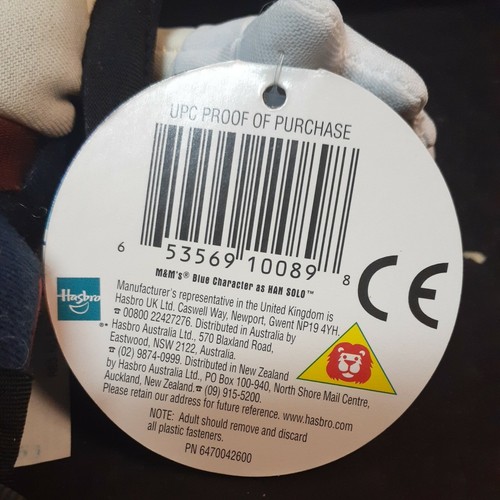 UPC PROOF OF PURCHASE
6 53569 10089 8
M&M's® Blue Character as HAN SOLO™
CE
Hasbro
Manufacturer's representative in the United Kingdom is
Hasbro UK Ltd. Caswell Way, Newport, Gwent NP19 4YH.
☎ 00800 22427276. Distributed in Australia by
Hasbro Australia Ltd., 570 Blaxland Road,
Eastwood, NSW 2122, Australia.
☎ (02) 9874-0999. Distributed in New Zealand
by Hasbro Australia Ltd., PO Box 100-940, North Shore Mail Centre,
Auckland, New Zealand.☎ (09) 915-5200.
Please retain our address for future reference. www.hasbro.com
NOTE: Adult should remove and discard
all plastic fasteners.
PN 6470042600